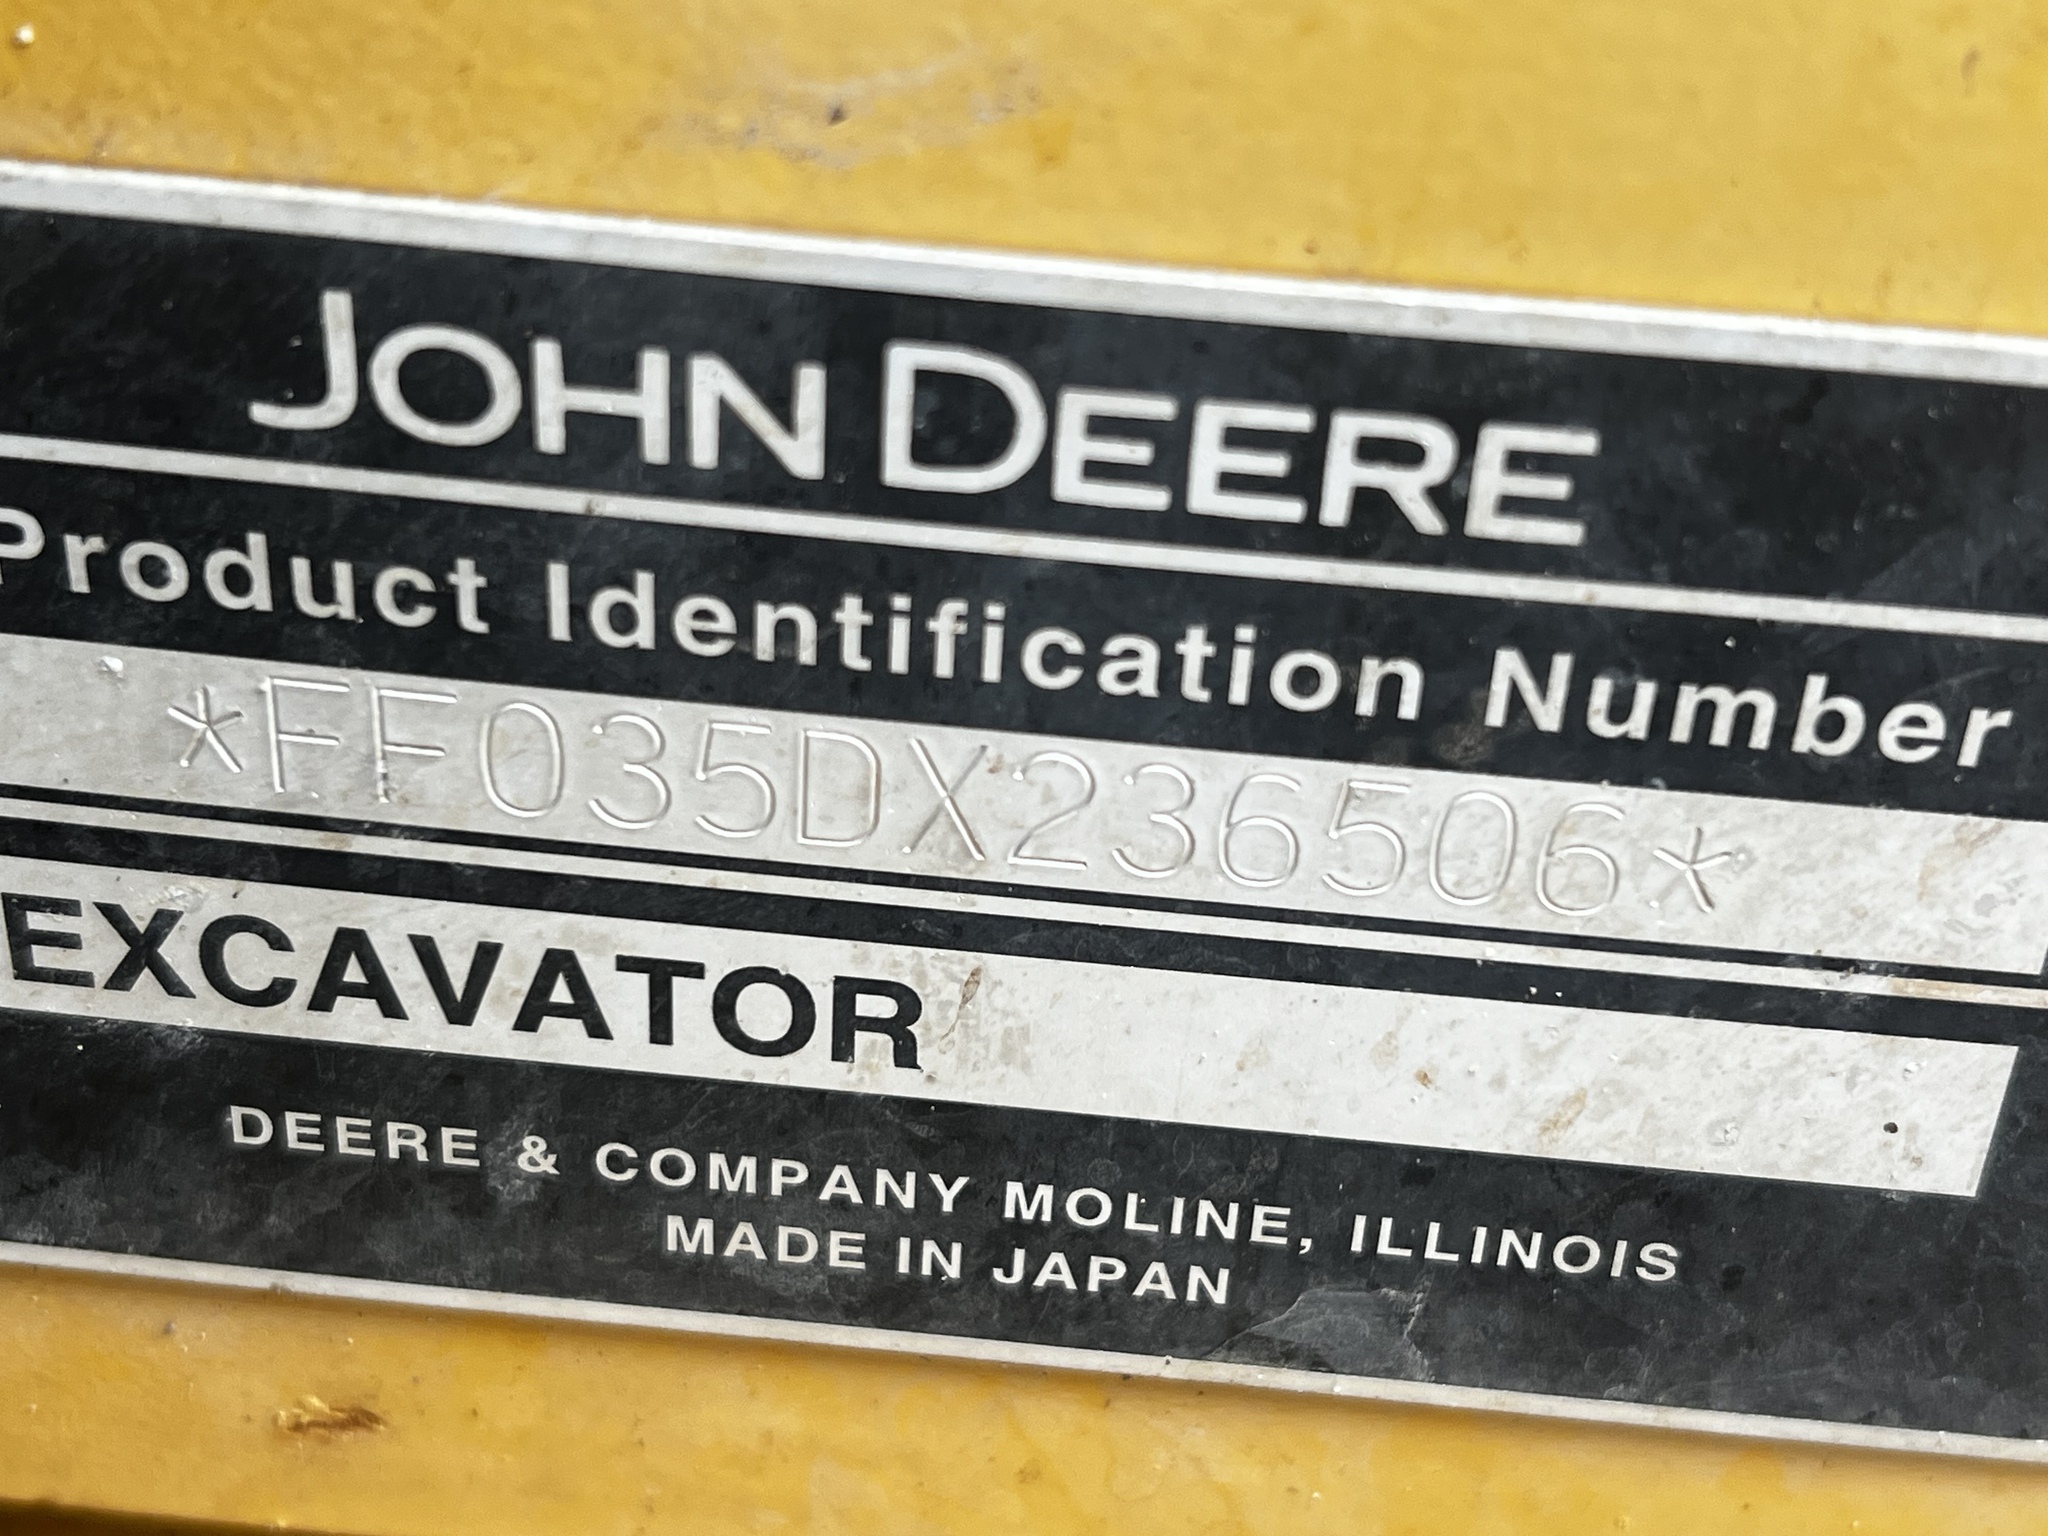 JOHN DEERE
Product Identification Number
*FF035DX236506*
EXCAVATOR
DEERE & COMPANY MOLINE, ILLINOIS
MADE IN JAPAN